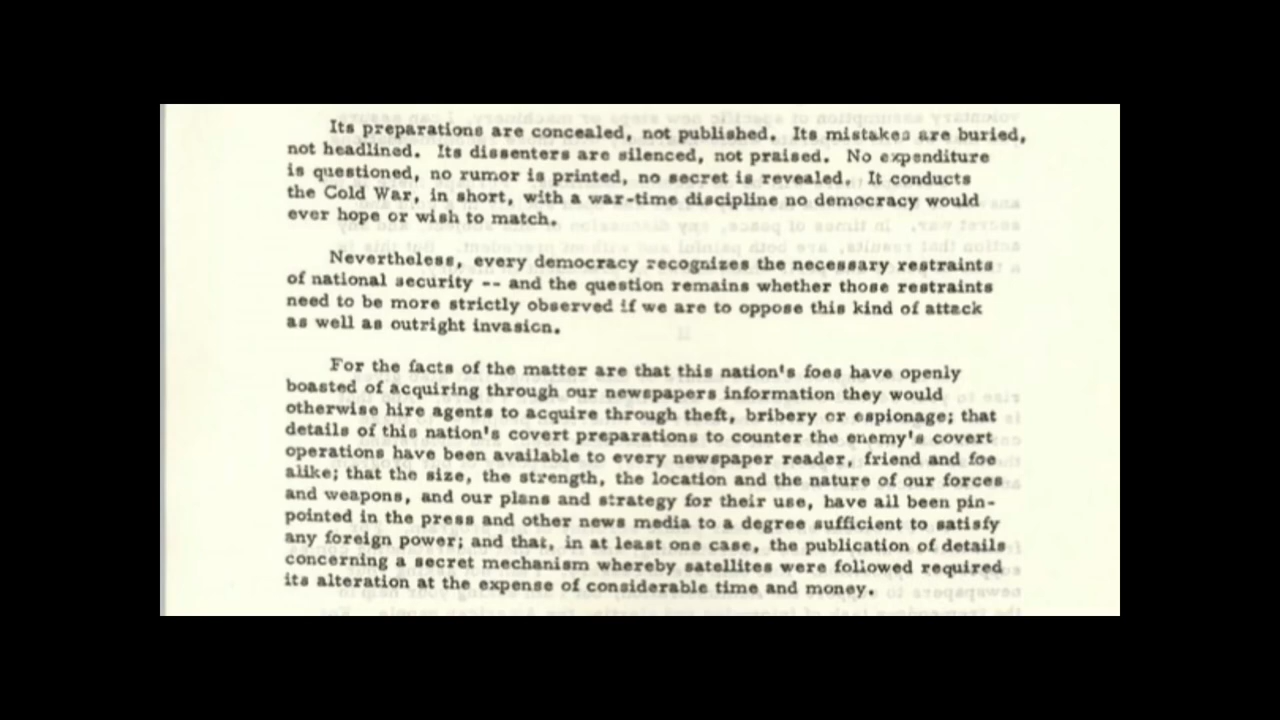 Its preparations are concealed, not published. Its mistakes are buried,
not headlined. Its dissenters are silenced, not praised. No expenditure
is questioned, no rumor is printed, no secret is revealed. It conducts
the Cold War, in short, with a war-time discipline no democracy would
ever hope or wish to match.
Nevertheless, every democracy recognizes the necessary restraints
of national security -- and the question remains whether those restraints
need to be more strictly observed if we are to oppose this kind of attack
as well as outright invasion.
For the facts of the matter are that this nation's foes have openly
boasted of acquiring through our newspapers information they would
otherwise hire agents to acquire through theft, bribery or espionage; that
details of this nation's covert preparations to counter the enemy's covert
operations have been available to every newspaper reader, friend and foe
alike; that the size, the strength, the location and the nature of our forces
and weapons, and our plans and strategy for their use, have all been pin-
pointed in the press and other news media to a degree sufficient to satisfy
any foreign power; and that, in at least one case, the publication of details
concerning a secret mechanism whereby satellites were followed required
its alteration at the expense of considerable time and money.